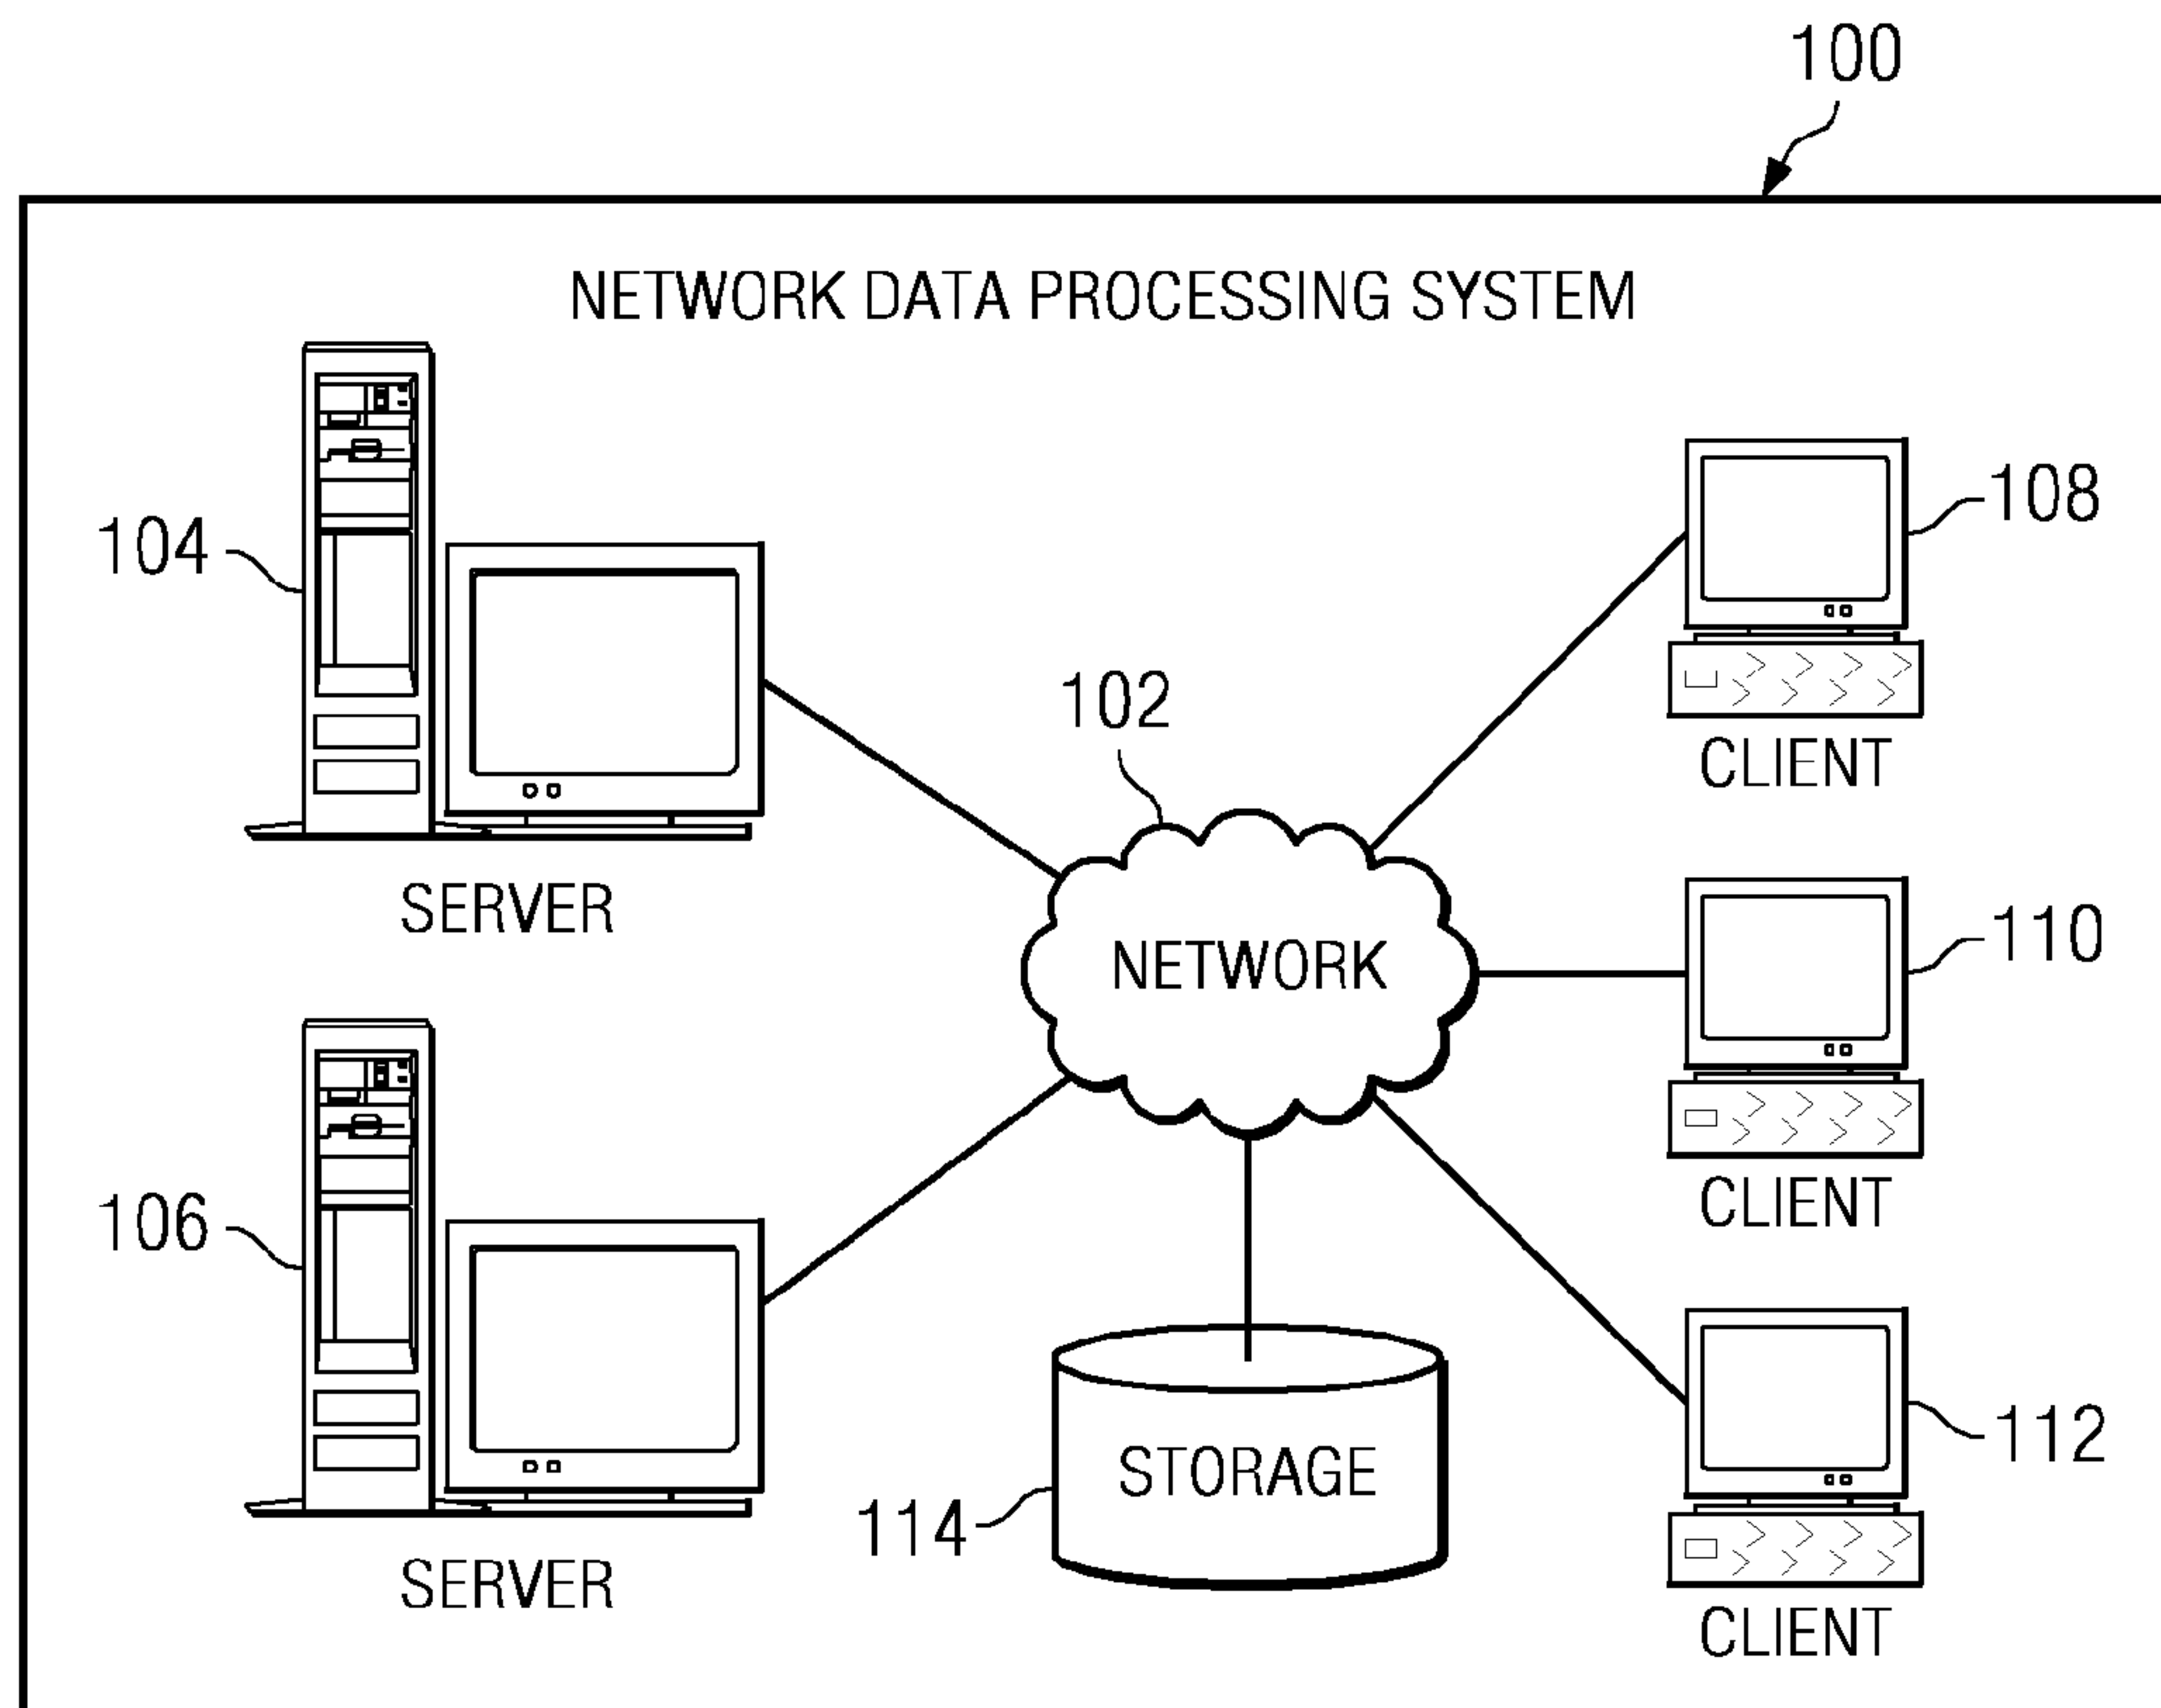 100
NETWORK DATA PROCESSING SYSTEM
104
108
102
CLIENT
SERVER
110
NETWORK
106
CLIENT
112
STORAGE
114
SERVER
CLIENT